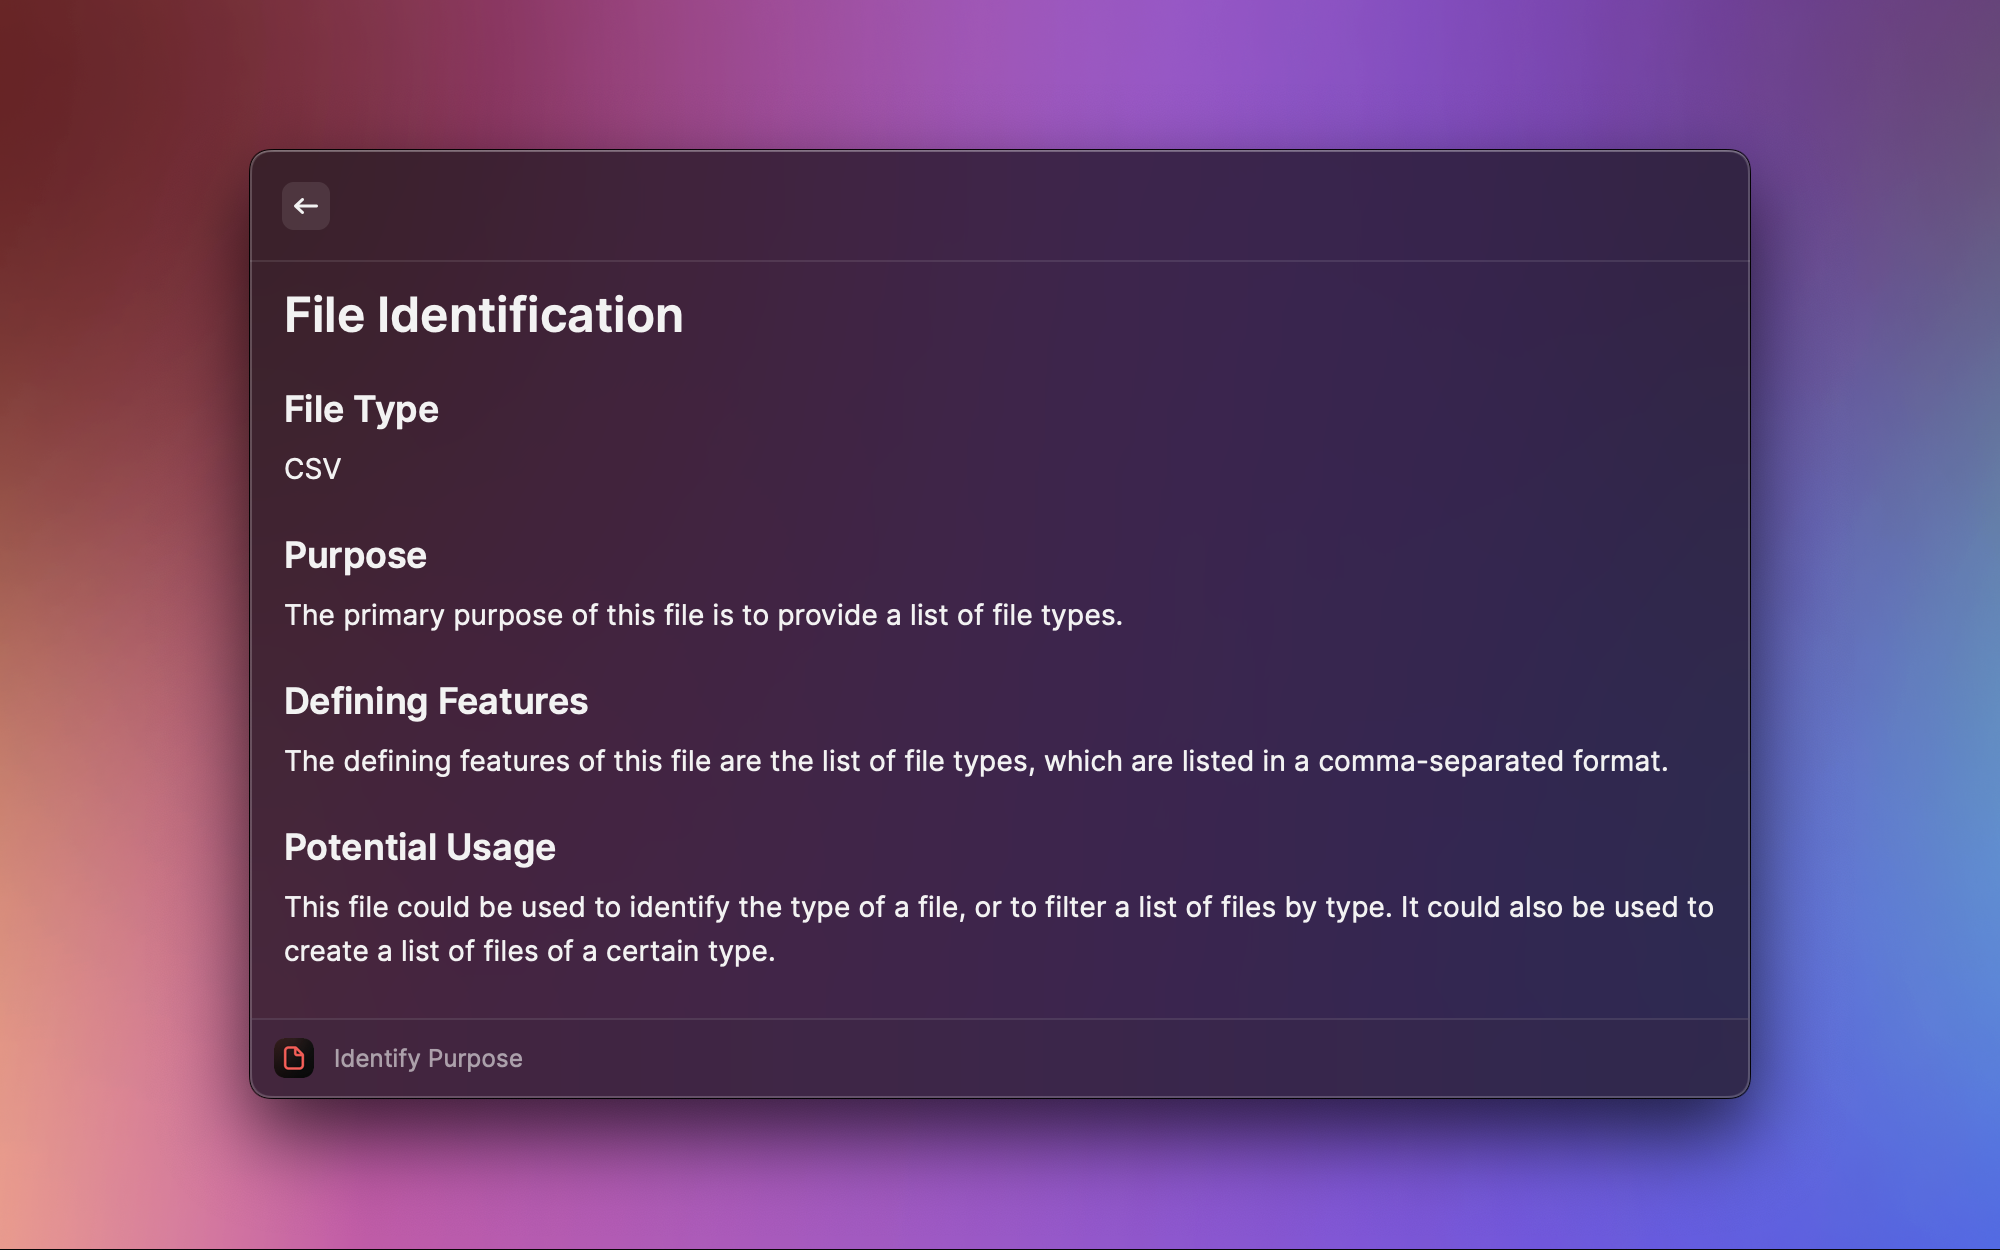 File Identification
File Type
CSV
Purpose
The primary purpose of this file is to provide a list of file types.
Defining Features
The defining features of this file are the list of file types, which are listed in a comma-separated format.
Potential Usage
This file could be used to identify the type of a file, or to filter a list of files by type. It could also be used to
create a list of files of a certain type.
Identify Purpose